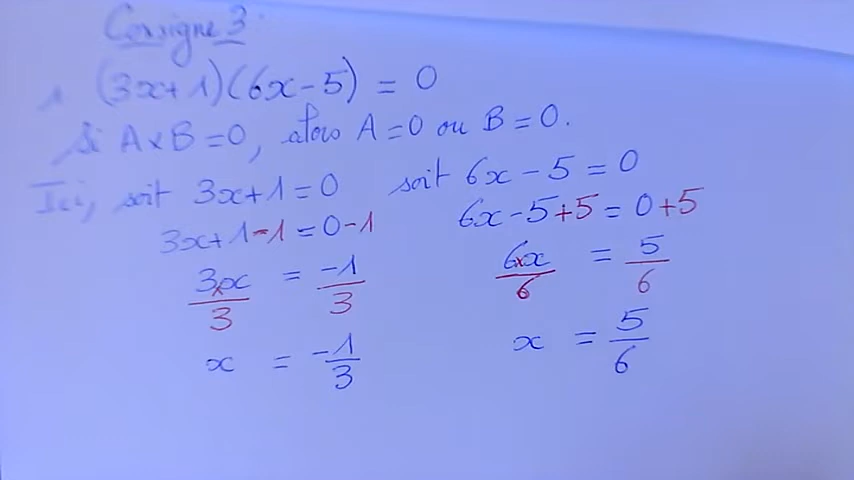 Consigne 3
1 (3x+1)(6x-5) = 0
Si A x B = 0, alors A = 0 ou B = 0.
Ici, soit 3x+1 = 0 soit 6x - 5 = 0
3x+1-1 = 0-1 6x-5+5 = 0+5
3x/3 = -1/3 6x/6 = 5/6
x = -1/3 x = 5/6